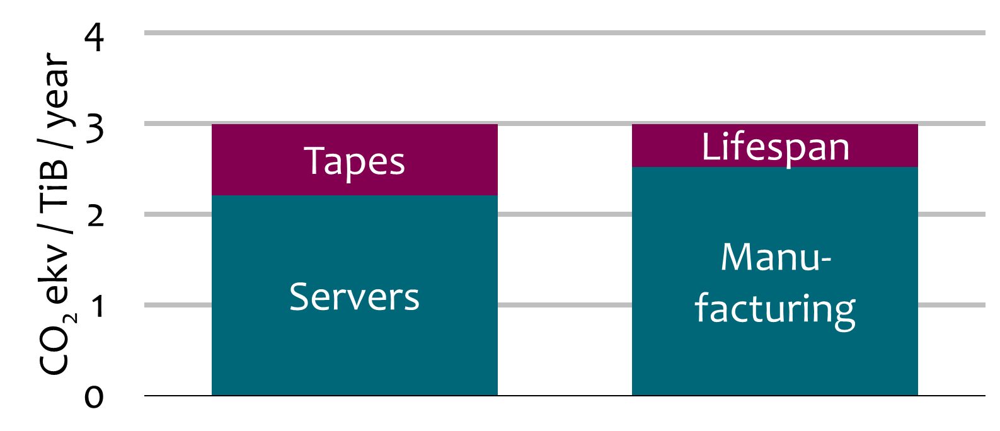 CO₂ ekv / TiB / year
4
3
2
1
0
Tapes
Servers
Lifespan
Manu-
facturing